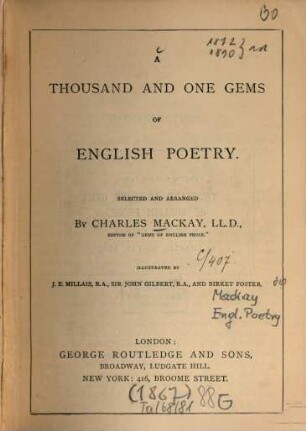 A
THOUSAND AND ONE GEMS
OF
ENGLISH POETRY.
SELECTED AND ARRANGED
BY CHARLES MACKAY, LL.D.,
EDITOR OF "GEMS OF ENGLISH PROSE."
C/407.
ILLUSTRATED BY
J. E. MILLAIS, R.A., SIR JOHN GILBERT, R.A., AND BIRKET FOSTER.
Mackay
Engl. Poetry
LONDON:
GEORGE ROUTLEDGE AND SONS,
BROADWAY, LUDGATE HILL.
NEW YORK: 416, BROOME STREET.
(1867)
88G